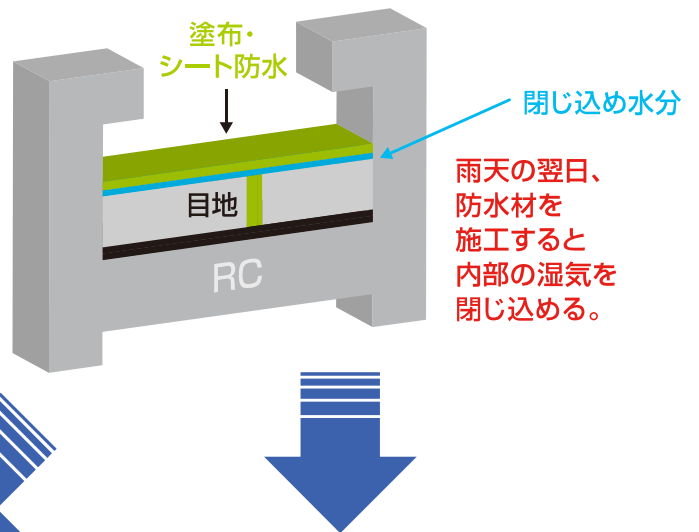 塗布・
シート防水
閉じ込め水分
雨天の翌日、
防水材を
施工すると
内部の湿気を
閉じ込める。
目地
RC